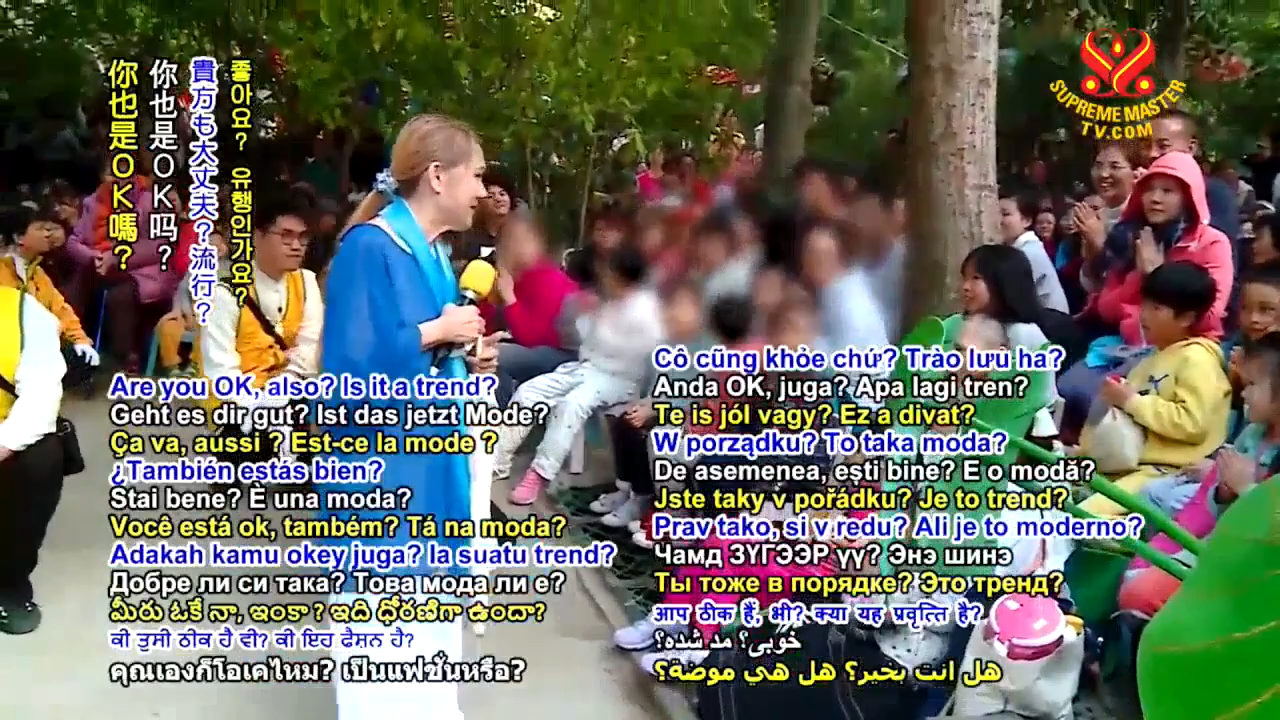 你也是OK嗎？
你也是OK吗？
貴方も大丈夫？流行？
좋아요? 유행인가요?
SUPREME MASTER
TV.COM
Are you OK, also? Is it a trend?
Geht es dir gut? Ist das jetzt Mode?
Ça va, aussi ? Est-ce la mode ?
¿También estás bien?
Stai bene? È una moda?
Você está ok, também? Tá na moda?
Adakah kamu okey juga? Ia suatu trend?
Добре ли си така? Това мода ли е?
మీరు ఓకే నా, ఇంకా? ఇది ధోరణిగా ఉందా?
ਕੀ ਤੁਸੀ ਠੀਕ ਹੈ ਵੀ? ਕੀ ਇਹ ਫੈਸ਼ਨ ਹੈ?
คุณเองก็โอเคไหม? เป็นแฟชั่นหรือ?
Cô cũng khỏe chứ? Trào lưu ha?
Anda OK, juga? Apa lagi tren?
Te is jól vagy? Ez a divat?
W porządku? To taka moda?
De asemenea, ești bine? E o modă?
Jste taky v pořádku? Je to trend?
Prav tako, si v redu? Ali je to moderno?
Чамд ЗҮГЭЭР үү? Энэ шинэ
Ты тоже в порядке? Это тренд?
आप ठीक हैं, भी? क्या यह प्रवृत्ति है?
خوبی؟ مد شده؟
هل انت بخير؟ هل هي موضة؟